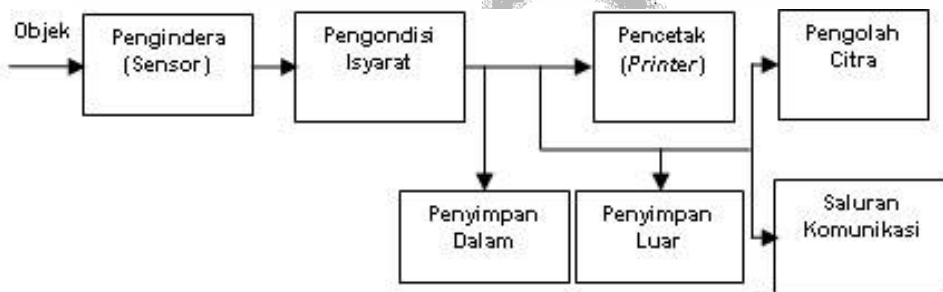 Objek
Pengindera
(Sensor)
Pengondisi
Isyarat
Pencetak
(Printer)
Pengolah
Citra
Penyimpan
Dalam
Penyimpan
Luar
Saluran
Komunikasi